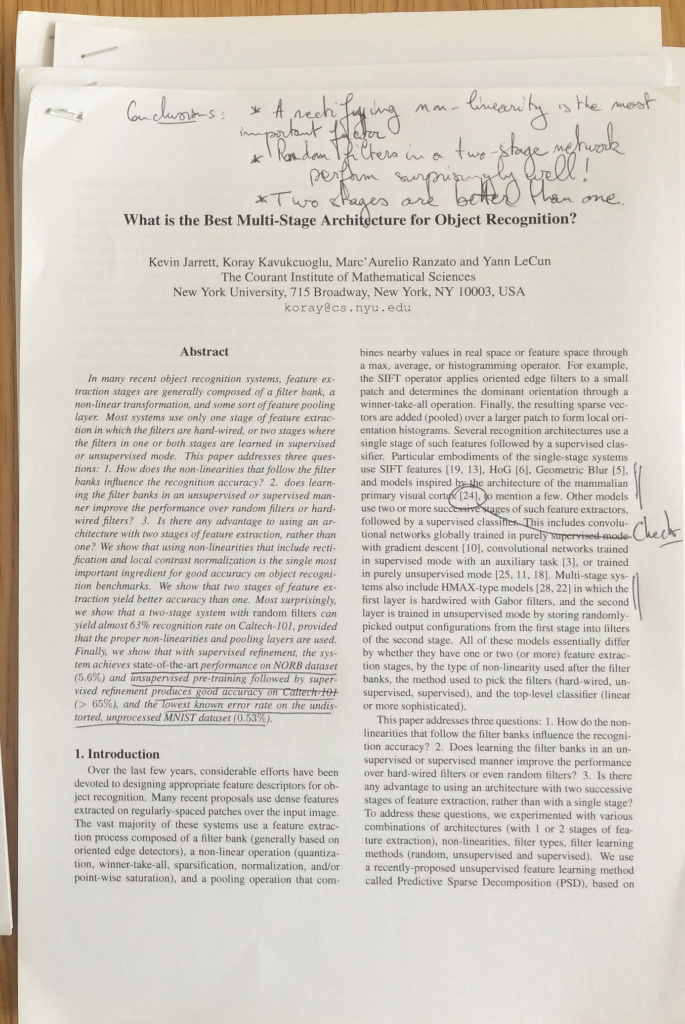 Conclusions: * A rectifying non-linearity is the most
important factor
* Random filters in a two-stage network
perform surprisingly well!
* Two stages are better than one.
What is the Best Multi-Stage Architecture for Object Recognition?
Kevin Jarrett, Koray Kavukcuoglu, Marc'Aurelio Ranzato and Yann LeCun
The Courant Institute of Mathematical Sciences
New York University, 715 Broadway, New York, NY 10003, USA
koray@cs.nyu.edu
Abstract
In many recent object recognition systems, feature ex-
traction stages are generally composed of a filter bank, a
non-linear transformation, and some sort of feature pooling
layer. Most systems use only one stage of feature extrac-
tion in which the filters are hard-wired, or two stages where
the filters in one or both stages are learned in supervised
or unsupervised mode. This paper addresses three ques-
tions: 1. How does the non-linearities that follow the filter
banks influence the recognition accuracy? 2. does learn-
ing the filter banks in an unsupervised or supervised man-
ner improve the performance over random filters or hard-
wired filters? 3. Is there any advantage to using an ar-
chitecture with two stages of feature extraction, rather than
one? We show that using non-linearities that include recti-
fication and local contrast normalization is the single most
important ingredient for good accuracy on object recogni-
tion benchmarks. We show that two stages of feature ex-
traction yield better accuracy than one. Most surprisingly,
we show that a two-stage system with random filters can
yield almost 63% recognition rate on Caltech-101, provided
that the proper non-linearities and pooling layers are used.
Finally, we show that with supervised refinement, the sys-
tem achieves state-of-the-art performance on NORB dataset
(5.6%) and unsupervised pre-training followed by super-
vised refinement produces good accuracy on Caltech-101
(> 65%), and the lowest known error rate on the undis-
torted, unprocessed MNIST dataset (0.53%).
1. Introduction
Over the last few years, considerable efforts have been
devoted to designing appropriate feature descriptors for ob-
ject recognition. Many recent proposals use dense features
extracted on regularly-spaced patches over the input image.
The vast majority of these systems use a feature extrac-
tion process composed of a filter bank (generally based on
oriented edge detectors), a non-linear operation (quantiza-
tion, winner-take-all, sparsification, normalization, and/or
point-wise saturation), and a pooling operation that com-
bines nearby values in real space or feature space through
a max, average, or histogramming operator. For example,
the SIFT operator applies oriented edge filters to a small
patch and determines the dominant orientation through a
winner-take-all operation. Finally, the resulting sparse vec-
tors are added (pooled) over a larger patch to form local ori-
entation histograms. Several recognition architectures use a
single stage of such features followed by a supervised clas-
sifier. Particular embodiments of the single-stage systems
use SIFT features [19, 13], HoG [6], Geometric Blur [5],
and models inspired by the architecture of the mammalian
primary visual cortex [24], to mention a few. Other models
use two or more successive stages of such feature extractors,
followed by a supervised classifier. This includes convolu-
tional networks globally trained in purely supervised mode
Check
with gradient descent [10], convolutional networks trained
in supervised mode with an auxiliary task [3], or trained
in purely unsupervised mode [25, 11, 18]. Multi-stage sys-
tems also include HMAX-type models [28, 22] in which the
first layer is hardwired with Gabor filters, and the second
layer is trained in unsupervised mode by storing randomly-
picked output configurations from the first stage into filters
of the second stage. All of these models essentially differ
by whether they have one or two (or more) feature extrac-
tion stages, by the type of non-linearity used after the filter
banks, the method used to pick the filters (hard-wired, un-
supervised, supervised), and the top-level classifier (linear
or more sophisticated).
This paper addresses three questions: 1. How do the non-
linearities that follow the filter banks influence the recogni-
tion accuracy? 2. Does learning the filter banks in an un-
supervised or supervised manner improve the performance
over hard-wired filters or even random filters? 3. Is there
any advantage to using an architecture with two successive
stages of feature extraction, rather than with a single stage?
To address these questions, we experimented with various
combinations of architectures (with 1 or 2 stages of fea-
ture extraction), non-linearities, filter types, filter learning
methods (random, unsupervised and supervised). We use
a recently-proposed unsupervised feature learning method
called Predictive Sparse Decomposition (PSD), based on